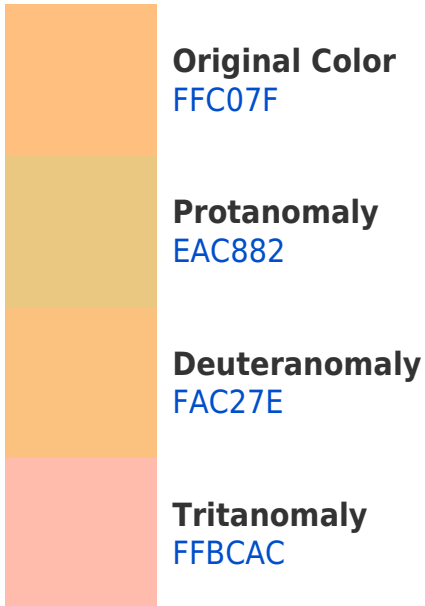 Original Color
FFC07F
Protanomaly
EAC882
Deuteranomaly
FAC27E
Tritanomaly
FFBCAC